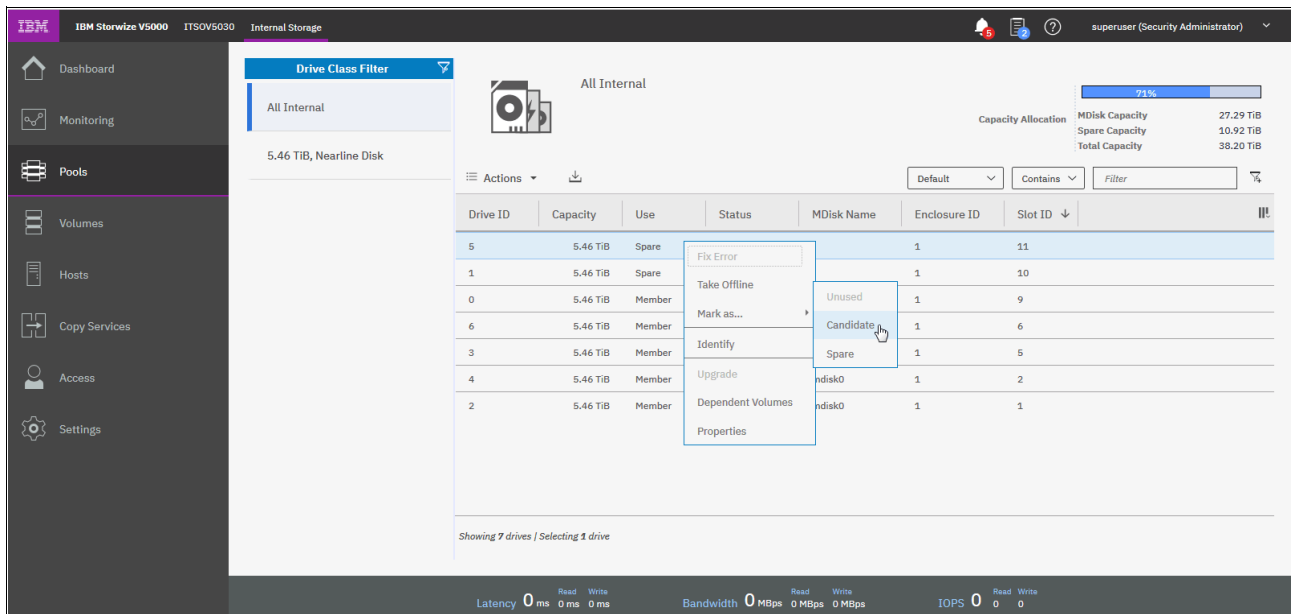 IBM IBM Storwize V5000 ITSOV5030 Internal Storage 5 2 ? superuser (Security Administrator)
Dashboard
Monitoring
Pools
Volumes
Hosts
Copy Services
Access
Settings
Drive Class Filter
All Internal
5.46 TiB, Nearline Disk
All Internal
71%
Capacity Allocation
MDisk Capacity 27.29 TiB
Spare Capacity 10.92 TiB
Total Capacity 38.20 TiB
Actions Default Contains Filter
Drive ID Capacity Use Status MDisk Name Enclosure ID Slot ID
5 5.46 TiB Spare 1 11
1 5.46 TiB Spare 1 10
0 5.46 TiB Member 1 9
6 5.46 TiB Member 1 6
3 5.46 TiB Member 1 5
4 5.46 TiB Member mdisk0 1 2
2 5.46 TiB Member mdisk0 1 1
Fix Error
Take Offline
Mark as...
Identify
Upgrade
Dependent Volumes
Properties
Unused
Candidate
Spare
Showing 7 drives | Selecting 1 drive
Latency 0 ms Read 0 ms Write 0 ms
Bandwidth 0 MBps Read 0 MBps Write 0 MBps
IOPS 0 Read 0 Write 0